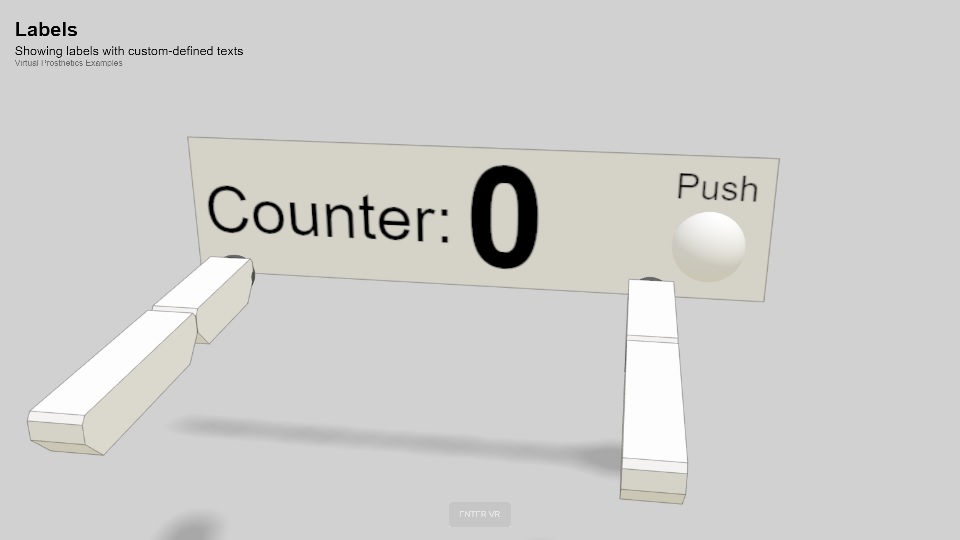 Labels
Showing labels with custom-defined texts
Virtual Prosthetics Examples
Push
Counter: 0
ENTER VR